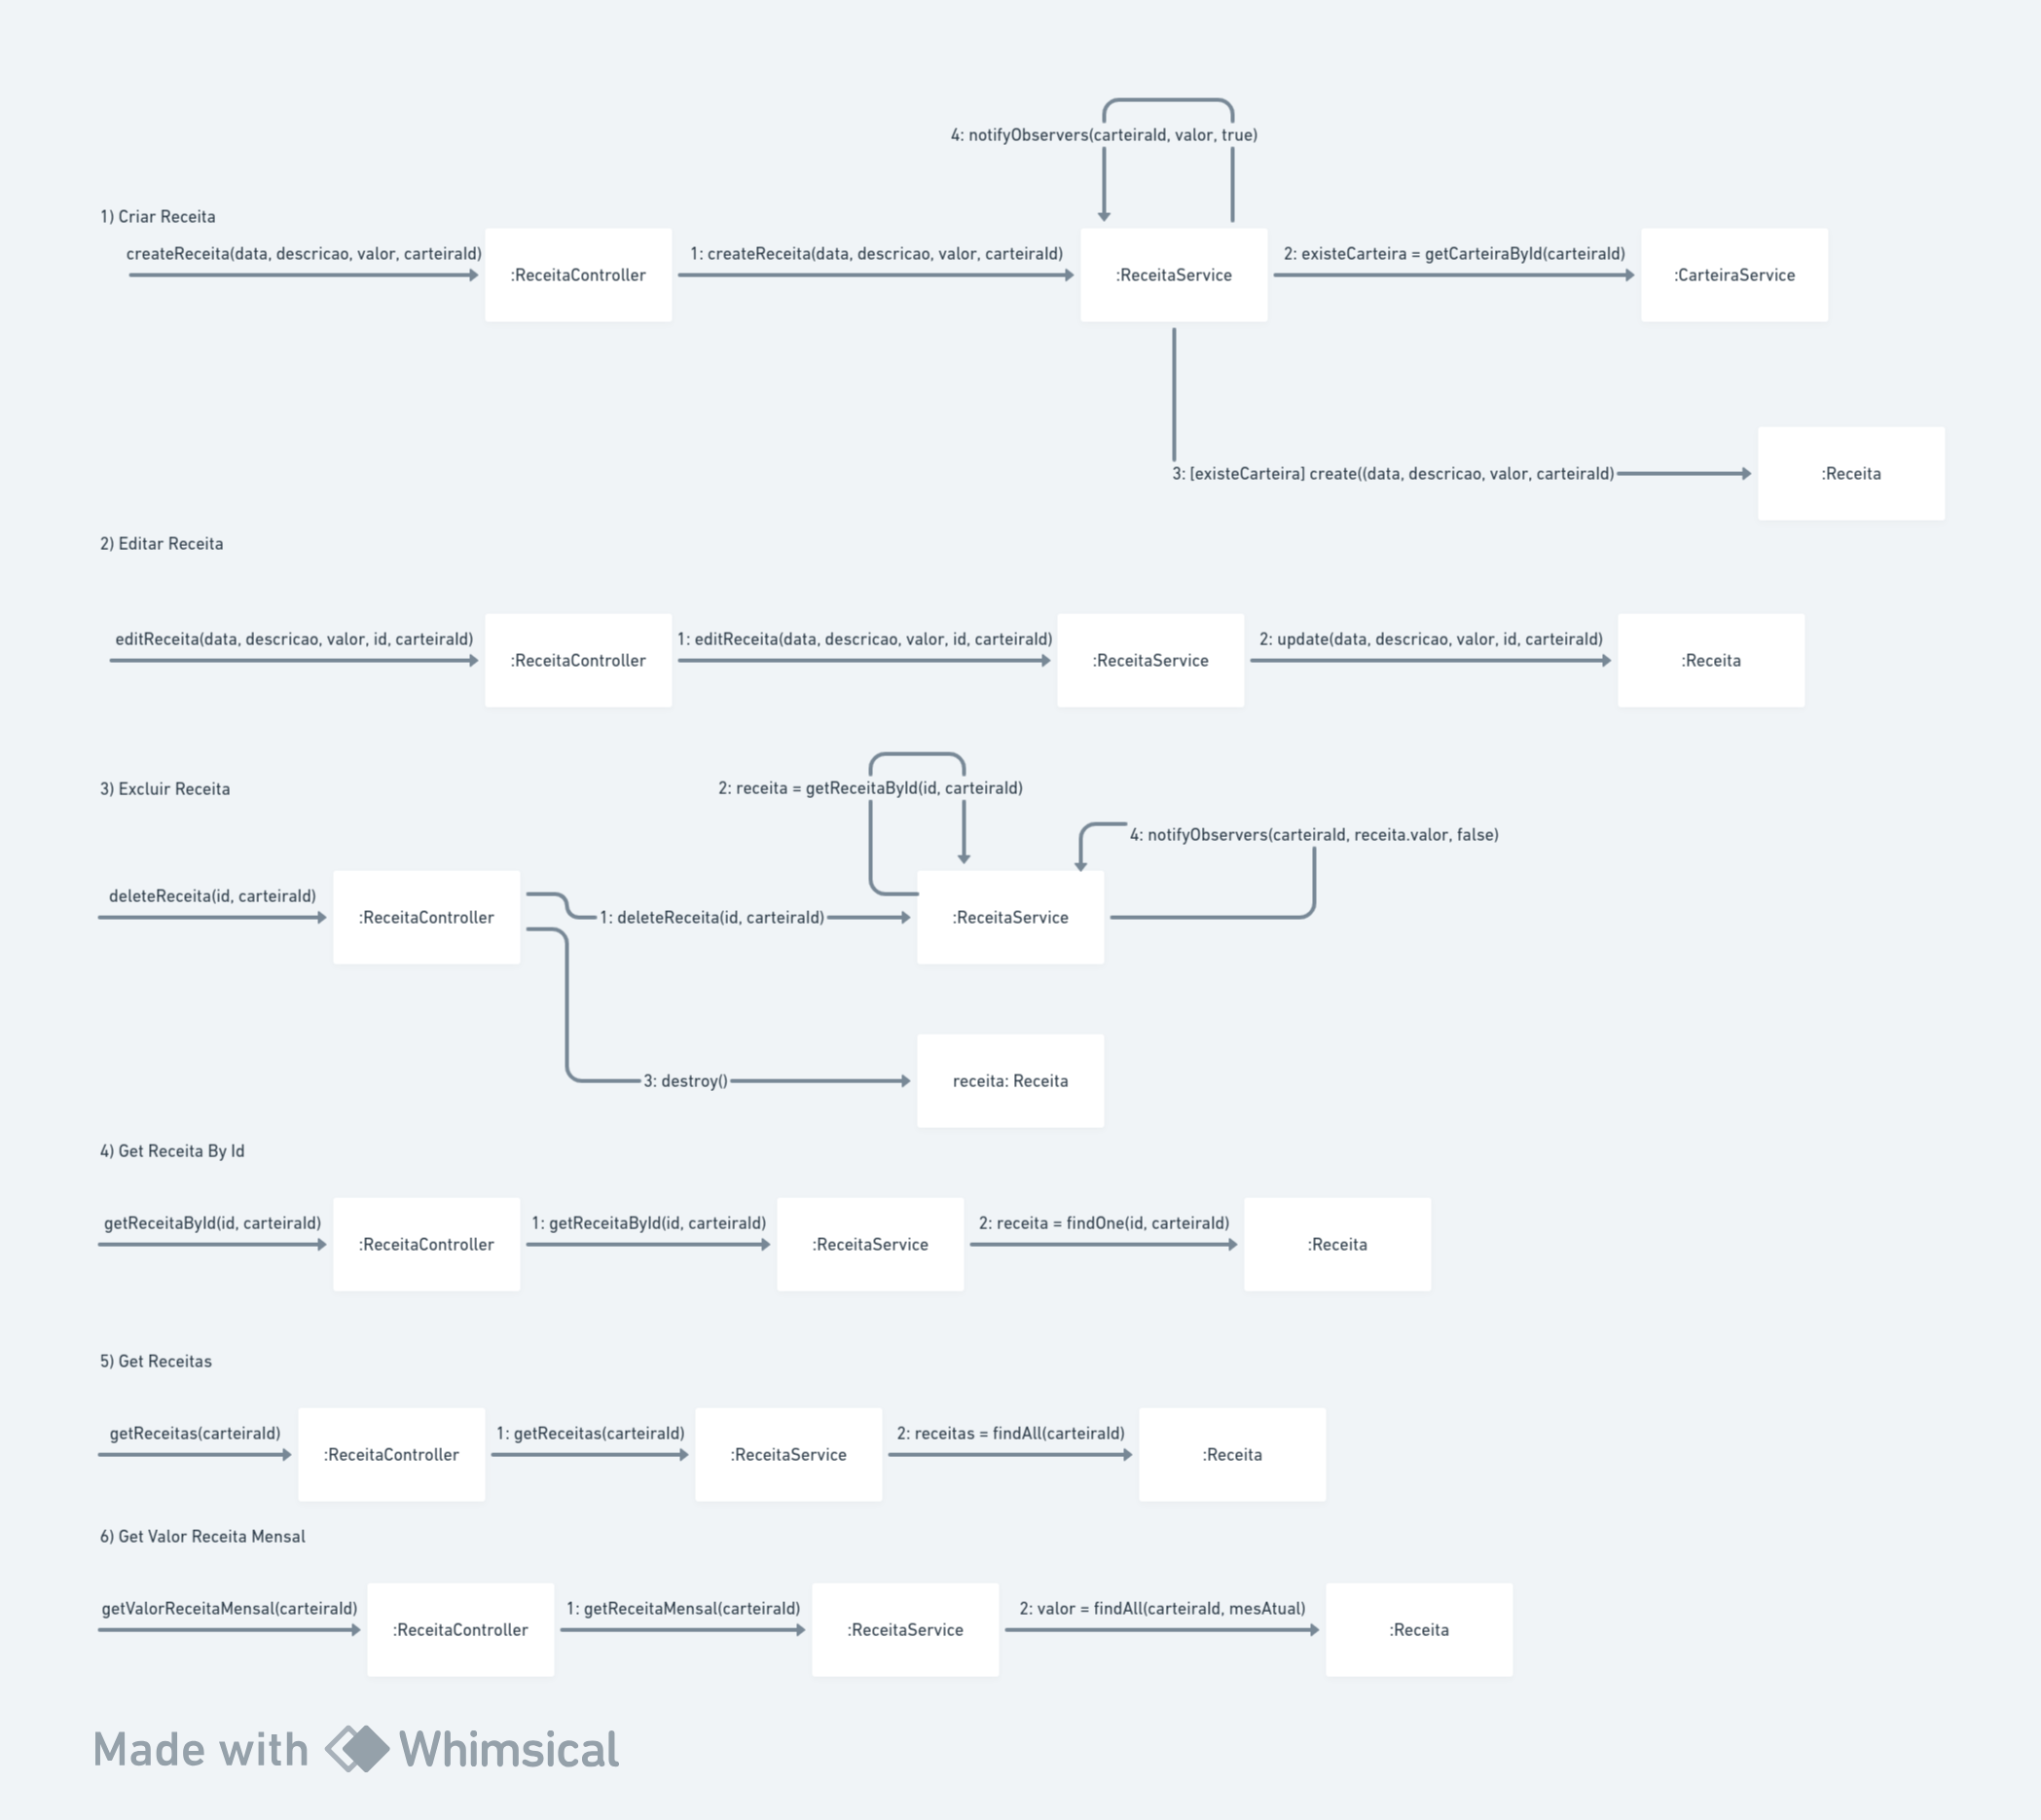 4: notifyObservers(carteiraId, valor, true)
1) Criar Receita
createReceita(data, descricao, valor, carteiraId)
:ReceitaController
1: createReceita(data, descricao, valor, carteiraId)
:ReceitaService
2: existeCarteira = getCarteiraById(carteiraId)
:CarteiraService
3: [existeCarteira] create((data, descricao, valor, carteiraId)
:Receita
2) Editar Receita
editReceita(data, descricao, valor, id, carteiraId)
:ReceitaController
1: editReceita(data, descricao, valor, id, carteiraId)
:ReceitaService
2: update(data, descricao, valor, id, carteiraId)
:Receita
3) Excluir Receita
2: receita = getReceitaById(id, carteiraId)
4: notifyObservers(carteiraId, receita.valor, false)
deleteReceita(id, carteiraId)
:ReceitaController
1: deleteReceita(id, carteiraId)
:ReceitaService
3: destroy()
receita: Receita
4) Get Receita By Id
getReceitaById(id, carteiraId)
:ReceitaController
1: getReceitaById(id, carteiraId)
:ReceitaService
2: receita = findOne(id, carteiraId)
:Receita
5) Get Receitas
getReceitas(carteiraId)
:ReceitaController
1: getReceitas(carteiraId)
:ReceitaService
2: receitas = findAll(carteiraId)
:Receita
6) Get Valor Receita Mensal
getValorReceitaMensal(carteiraId)
:ReceitaController
1: getReceitaMensal(carteiraId)
:ReceitaService
2: valor = findAll(carteiraId, mesAtual)
:Receita
Made with Whimsical